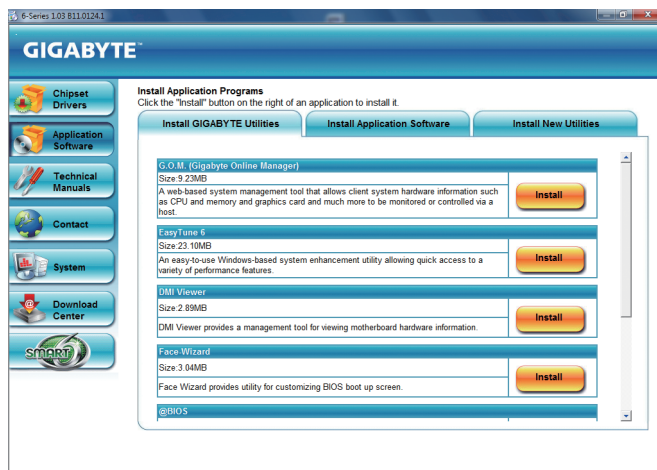 6-Series 1.03 B11.0124.1
GIGABYTE™
Chipset
Drivers
Application
Software
Technical
Manuals
Contact
System
Download
Center
SMART 6
Install Application Programs
Click the "Install" button on the right of an application to install it.
Install GIGABYTE Utilities
Install Application Software
Install New Utilities
G.O.M. (Gigabyte Online Manager)
Size:9.23MB
A web-based system management tool that allows client system hardware information such
as CPU and memory and graphics card and much more to be monitored or controlled via a
host.
Install
EasyTune 6
Size:23.10MB
An easy-to-use Windows-based system enhancement utility allowing quick access to a
variety of performance features.
Install
DMI Viewer
Size:2.89MB
DMI Viewer provides a management tool for viewing motherboard hardware information.
Install
Face-Wizard
Size:3.04MB
Face Wizard provides utility for customizing BIOS boot up screen.
Install
@BIOS